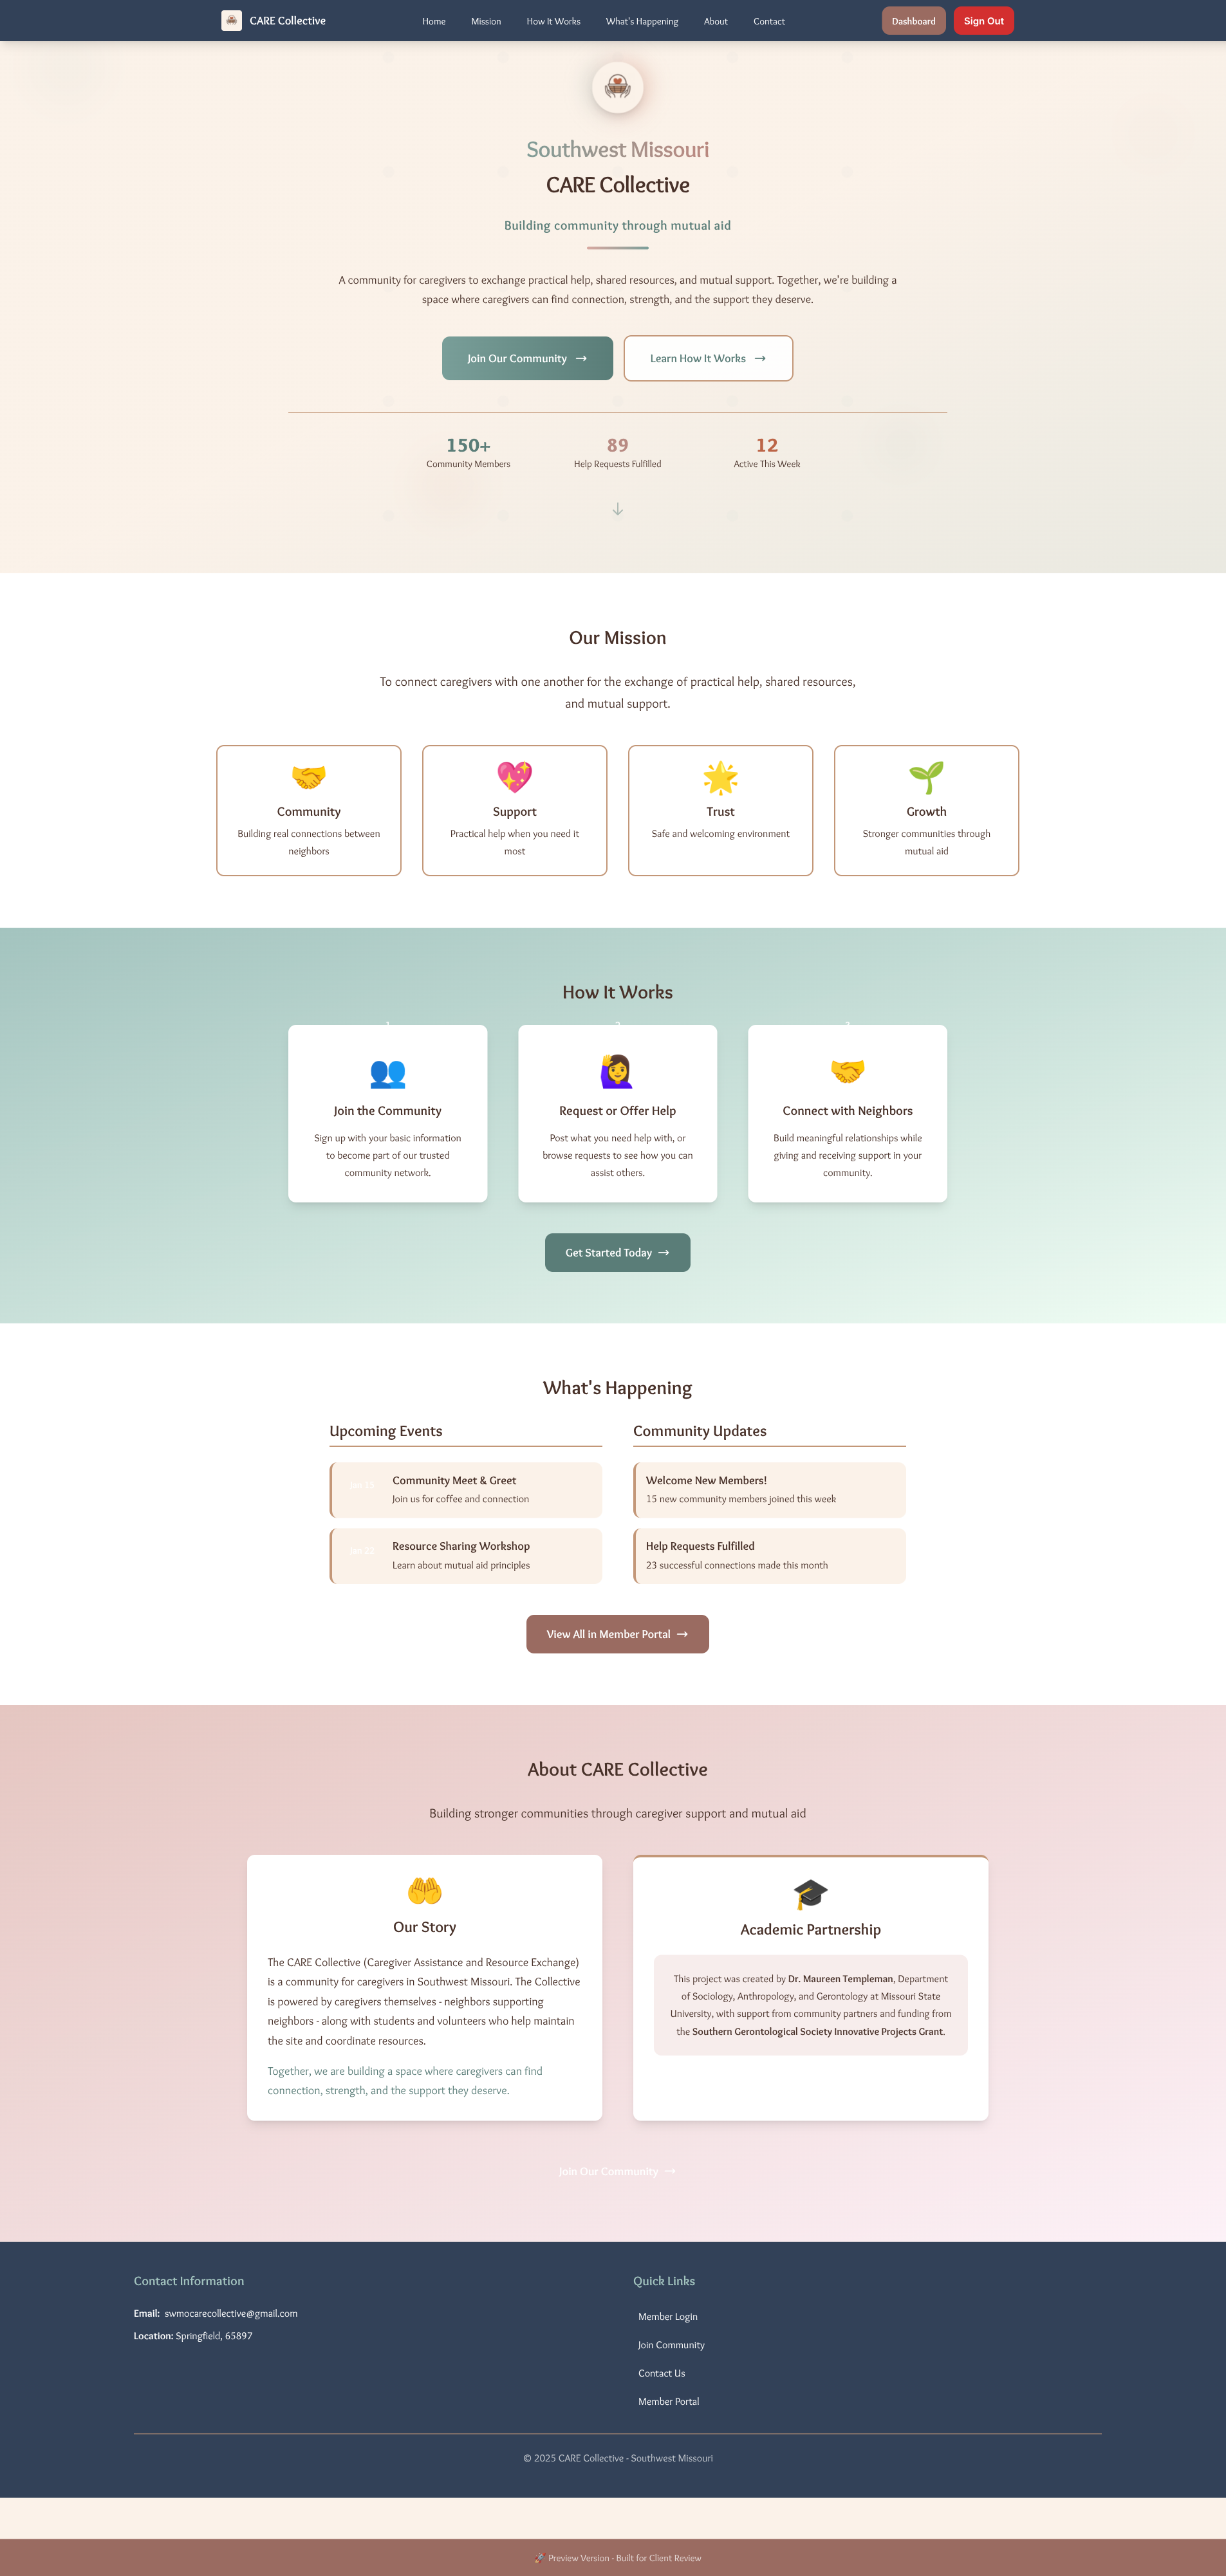 CARE Collective
Home
Mission
How It Works
What's Happening
About
Contact
Dashboard
Sign Out
Southwest Missouri
CARE Collective
Building community through mutual aid
A community for caregivers to exchange practical help, shared resources, and mutual support. Together, we're building a
space where caregivers can find connection, strength, and the support they deserve.
Join Our Community →
Learn How It Works →
150+
Community Members
89
Help Requests Fulfilled
12
Active This Week
↓
Our Mission
To connect caregivers with one another for the exchange of practical help, shared resources,
and mutual support.
Community
Building real connections between
neighbors
Support
Practical help when you need it
most
Trust
Safe and welcoming environment
Growth
Stronger communities through
mutual aid
How It Works
Join the Community
Sign up with your basic information
to become part of our trusted
community network.
Request or Offer Help
Post what you need help with, or
browse requests to see how you can
assist others.
Connect with Neighbors
Build meaningful relationships while
giving and receiving support in your
community.
Get Started Today →
What's Happening
Upcoming Events
Jan 15
Community Meet & Greet
Join us for coffee and connection
Jan 22
Resource Sharing Workshop
Learn about mutual aid principles
Community Updates
Welcome New Members!
15 new community members joined this week
Help Requests Fulfilled
23 successful connections made this month
View All in Member Portal →
About CARE Collective
Building stronger communities through caregiver support and mutual aid
Our Story
The CARE Collective (Caregiver Assistance and Resource Exchange)
is a community for caregivers in Southwest Missouri. The Collective
is powered by caregivers themselves - neighbors supporting
neighbors - along with students and volunteers who help maintain
the site and coordinate resources.
Together, we are building a space where caregivers can find
connection, strength, and the support they deserve.
Academic Partnership
This project was created by Dr. Maureen Templeman, Department
of Sociology, Anthropology, and Gerontology at Missouri State
University, with support from community partners and funding from
the Southern Gerontological Society Innovative Projects Grant.
Join Our Community →
Contact Information
Email: swmocarecollective@gmail.com
Location: Springfield, 65897
Quick Links
Member Login
Join Community
Contact Us
Member Portal
© 2025 CARE Collective - Southwest Missouri
🚀 Preview Version - Built for Client Review